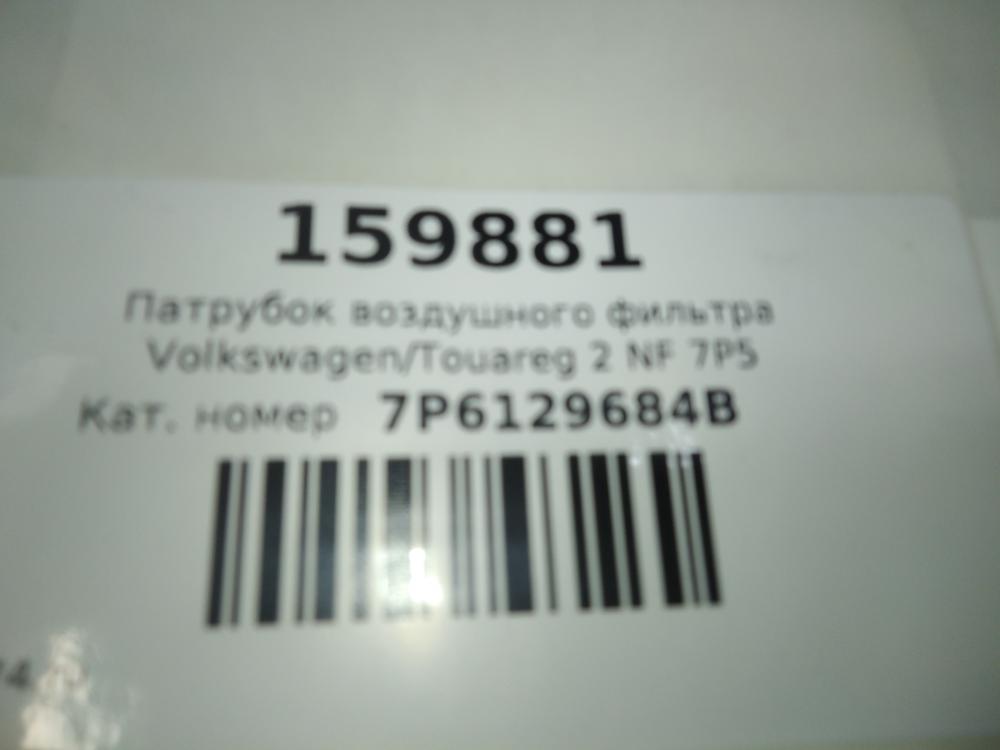 159881
Патрубок воздушного фильтра
Volkswagen/Touareg 2 NF 7P5
Кат. номер 7P6129684B